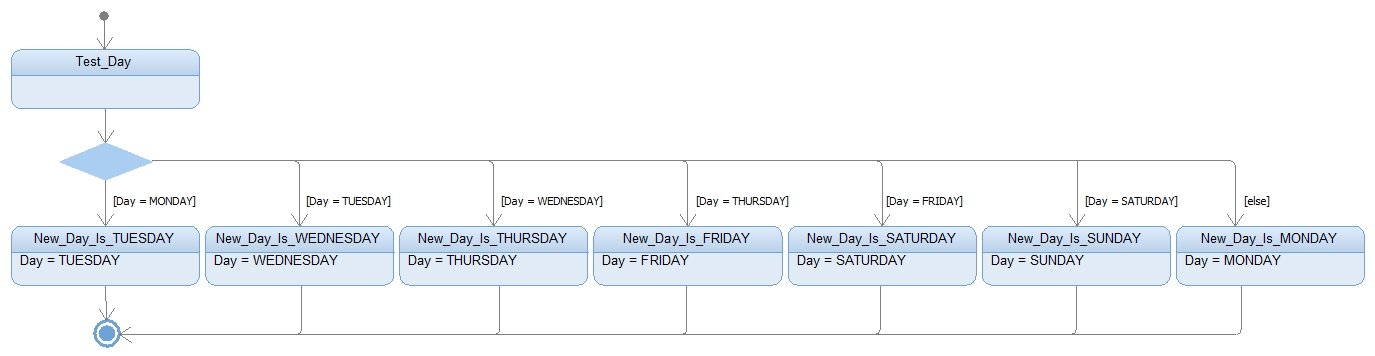 Test_Day
[Day = MONDAY]
[Day = TUESDAY]
[Day = WEDNESDAY]
[Day = THURSDAY]
[Day = FRIDAY]
[Day = SATURDAY]
[else]
New_Day_Is_TUESDAY
New_Day_Is_WEDNESDAY
New_Day_Is_THURSDAY
New_Day_Is_FRIDAY
New_Day_Is_SATURDAY
New_Day_Is_SUNDAY
New_Day_Is_MONDAY
Day = TUESDAY
Day = WEDNESDAY
Day = THURSDAY
Day = FRIDAY
Day = SATURDAY
Day = SUNDAY
Day = MONDAY